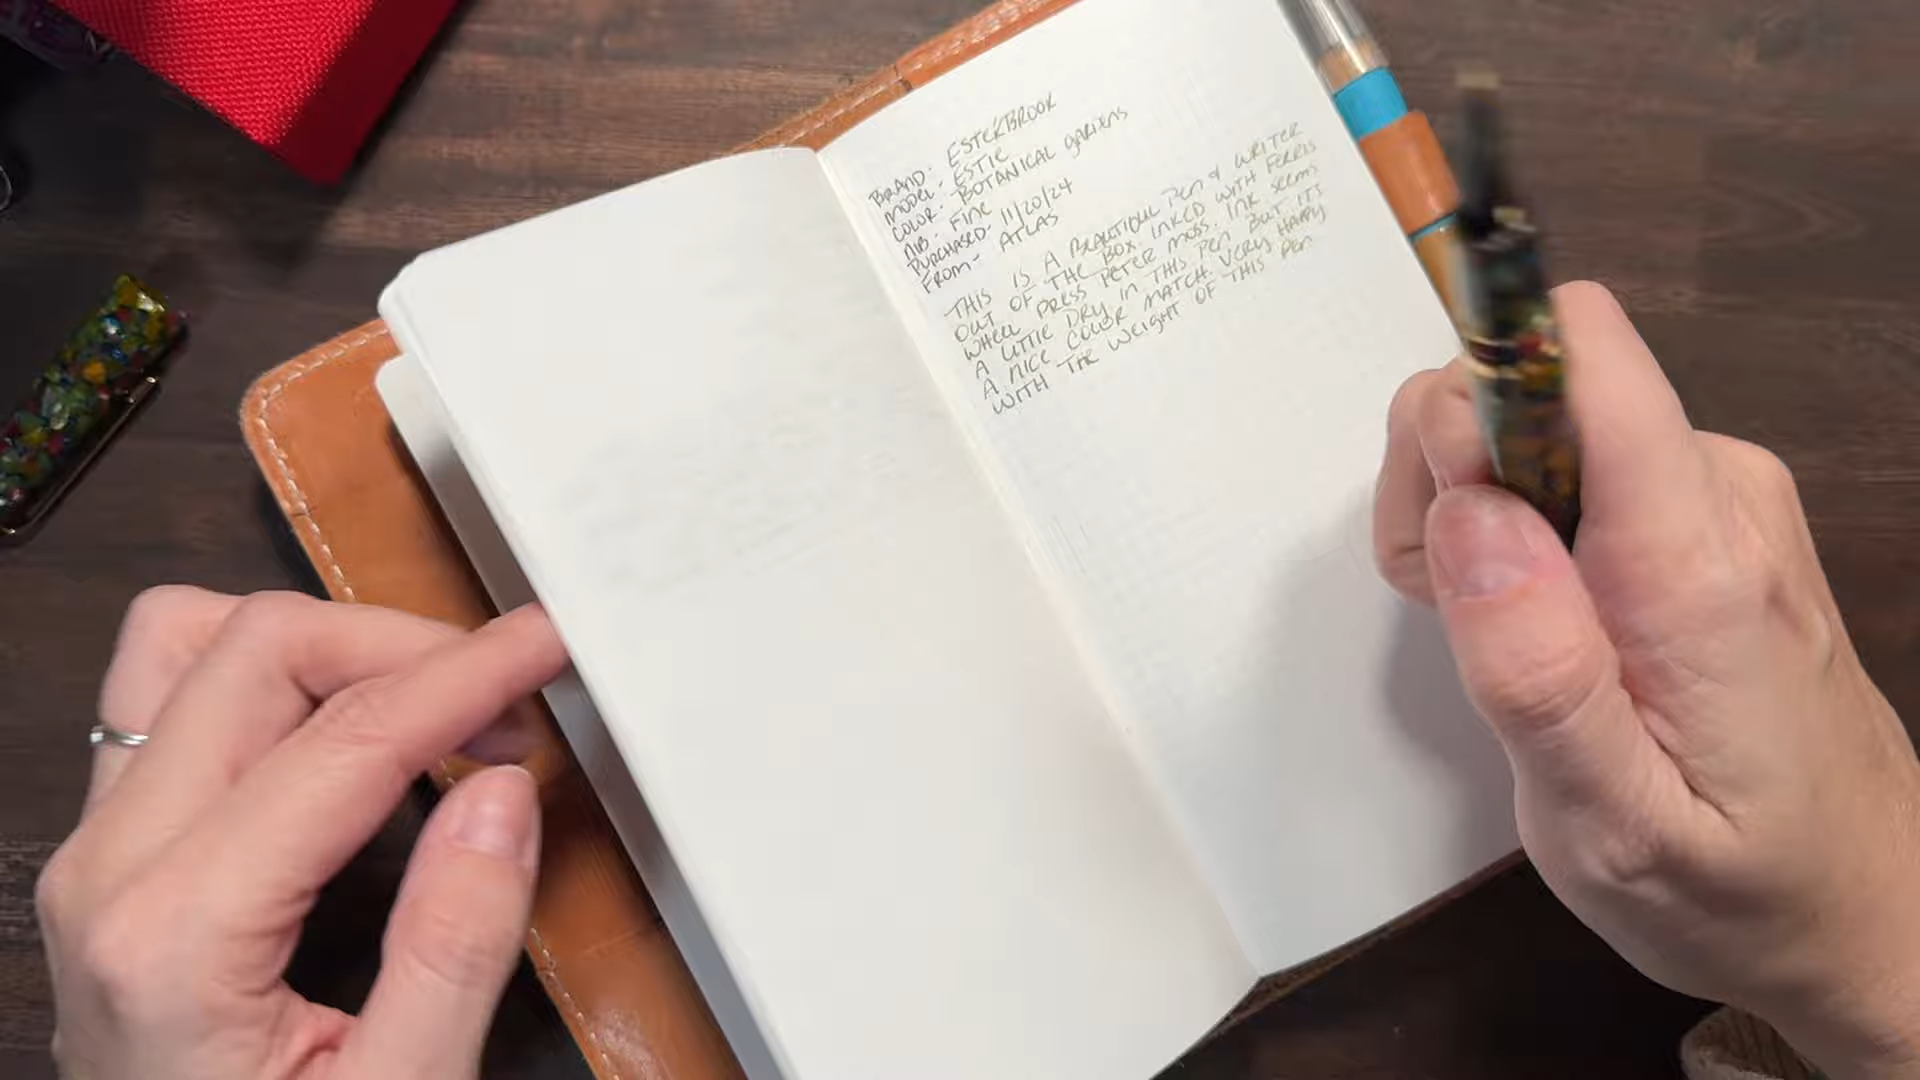 BRAND- ESTERBROOK
MODEL- ESTIE
COLOR- BOTANICAL GARDENS
NIB- FINE
PURCHASED- 11/20/24
FROM- ATLAS
THIS IS A BEAUTIFUL PEN & WRITER
OUT OF THE BOX. INKED WITH FERRIS
WHEEL PRESS PETER MOSS. INK SEEMS
A LITTLE DRY IN THIS PEN BUT IT'S
A NICE COLOR MATCH. VERY HAPPY
WITH THE WEIGHT OF THIS PEN